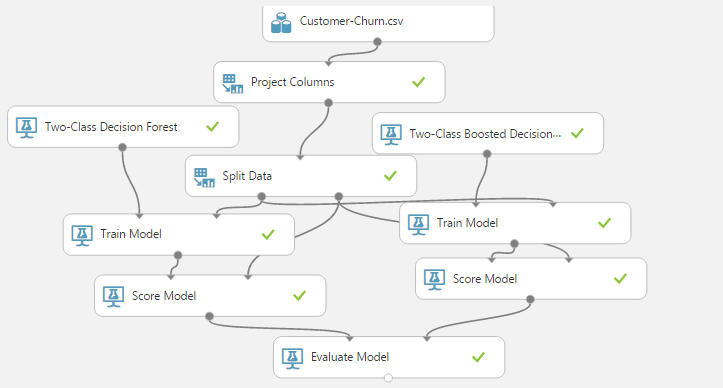 Customer-Churn.csv
Project Columns
Two-Class Decision Forest
Two-Class Boosted Decision...
Split Data
Train Model
Train Model
Score Model
Score Model
Evaluate Model